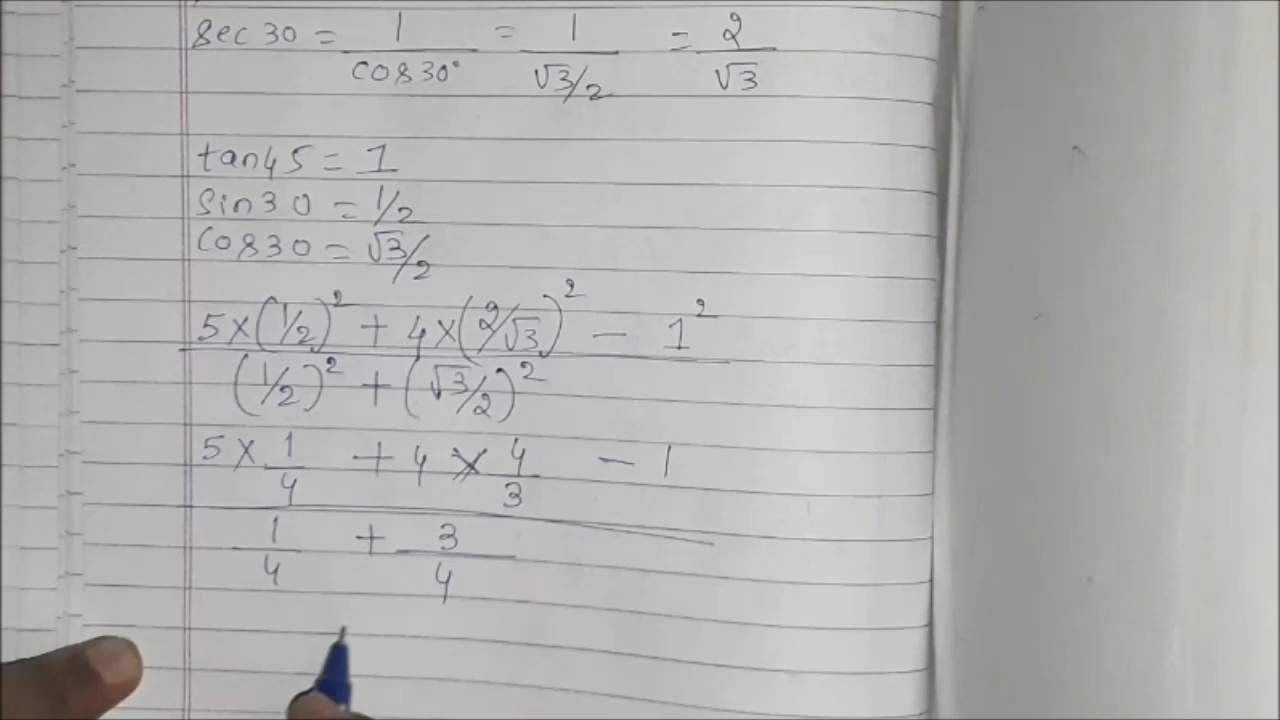 sec 30 = 1/cos 30° = 1/(√3/2) = 2/√3
tan 45 = 1
sin 30 = 1/2
cos 30 = √3/2
5 × (1/2)² + 4 × (2/√3)² - 1²
(1/2)² + (√3/2)²
5 × 1/4 + 4 × 4/3 - 1
1/4 + 3/4